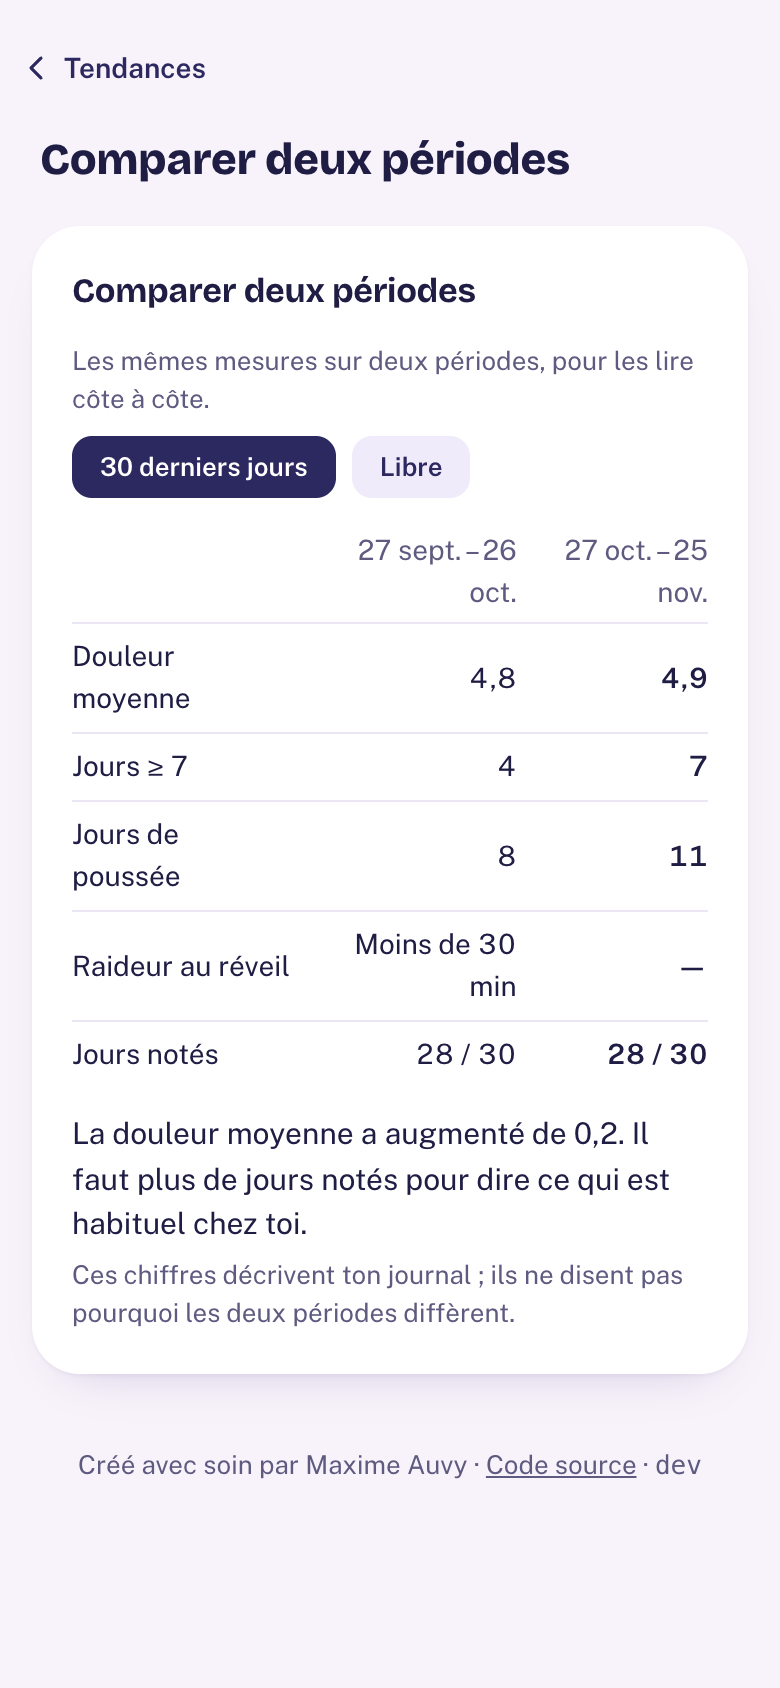 Tendances
Comparer deux périodes
Comparer deux périodes
Les mêmes mesures sur deux périodes, pour les lire
côte à côte.
30 derniers jours
Libre
27 sept. – 26
oct.
27 oct. – 25
nov.
Douleur
moyenne
4,8
4,9
Jours ≥ 7
4
7
Jours de
poussée
8
11
Raideur au réveil
Moins de 30
min
—
Jours notés
28 / 30
28 / 30
La douleur moyenne a augmenté de 0,2. Il
faut plus de jours notés pour dire ce qui est
habituel chez toi.
Ces chiffres décrivent ton journal ; ils ne disent pas
pourquoi les deux périodes diffèrent.
Créé avec soin par Maxime Auvy · Code source · dev